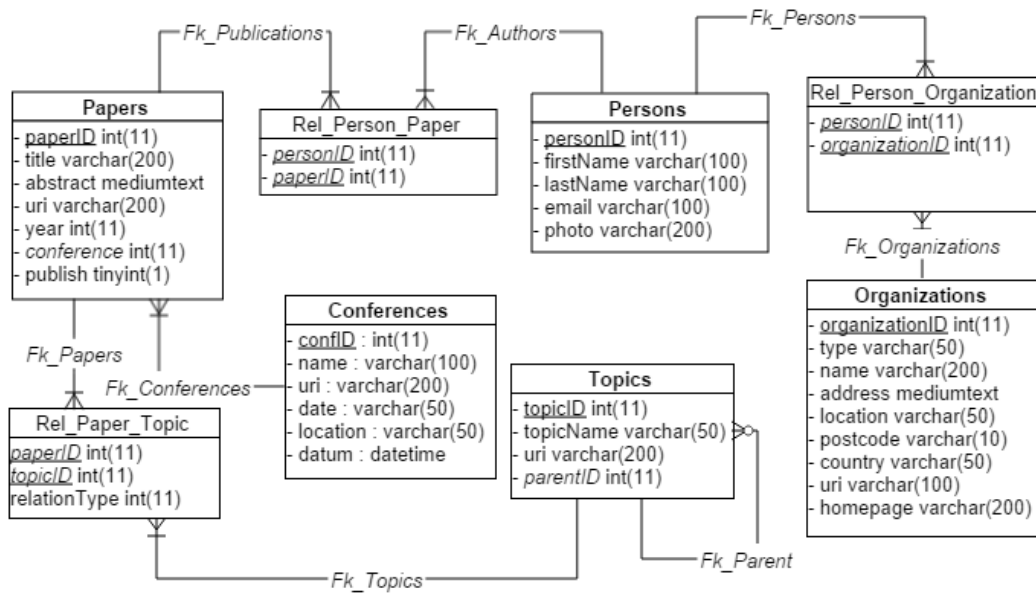 Fk_Publications
Fk_Authors
Fk_Persons
Papers
- paperID int(11)
- title varchar(200)
- abstract mediumtext
- uri varchar(200)
- year int(11)
- conference int(11)
- publish tinyint(1)
Rel_Person_Paper
- personID int(11)
- paperID int(11)
Persons
- personID int(11)
- firstName varchar(100)
- lastName varchar(100)
- email varchar(100)
- photo varchar(200)
Rel_Person_Organization
- personID int(11)
- organizationID int(11)
Fk_Organizations
Fk_Papers
Fk_Conferences
Conferences
- confID : int(11)
- name : varchar(100)
- uri : varchar(200)
- date : varchar(50)
- location : varchar(50)
- datum : datetime
Organizations
- organizationID int(11)
- type varchar(50)
- name varchar(200)
- address mediumtext
- location varchar(50)
- postcode varchar(10)
- country varchar(50)
- uri varchar(100)
- homepage varchar(200)
Topics
- topicID int(11)
- topicName varchar(50)
- uri varchar(200)
- parentID int(11)
Rel_Paper_Topic
paperID int(11)
topicID int(11)
relationType int(11)
Fk_Parent
Fk_Topics